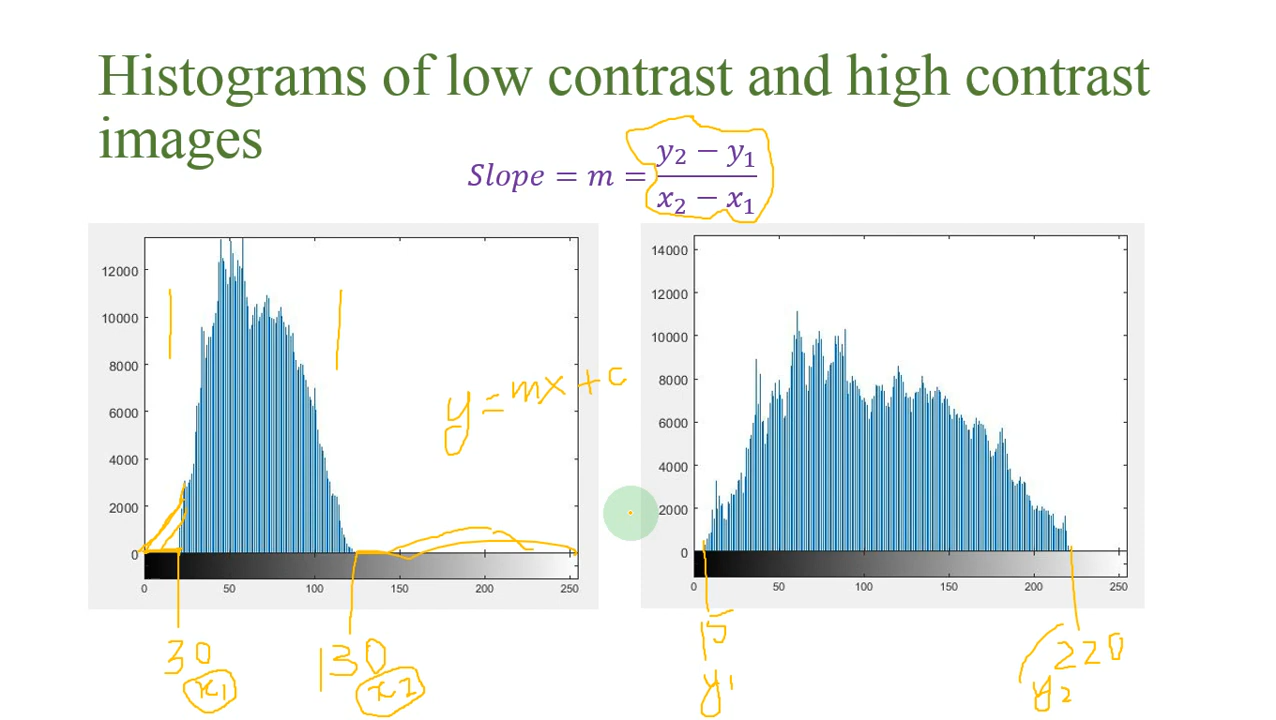 Histograms of low contrast and high contrast
images
Slope = m = y₂ − y₁ / x₂ − x₁
12000
10000
8000
6000
4000
2000
0
0 50 100 150 200 250
y = mx + c
14000
12000
10000
8000
6000
4000
2000
0
0 50 100 150 200 250
30
x1
130
x2
15
y1
220
y2